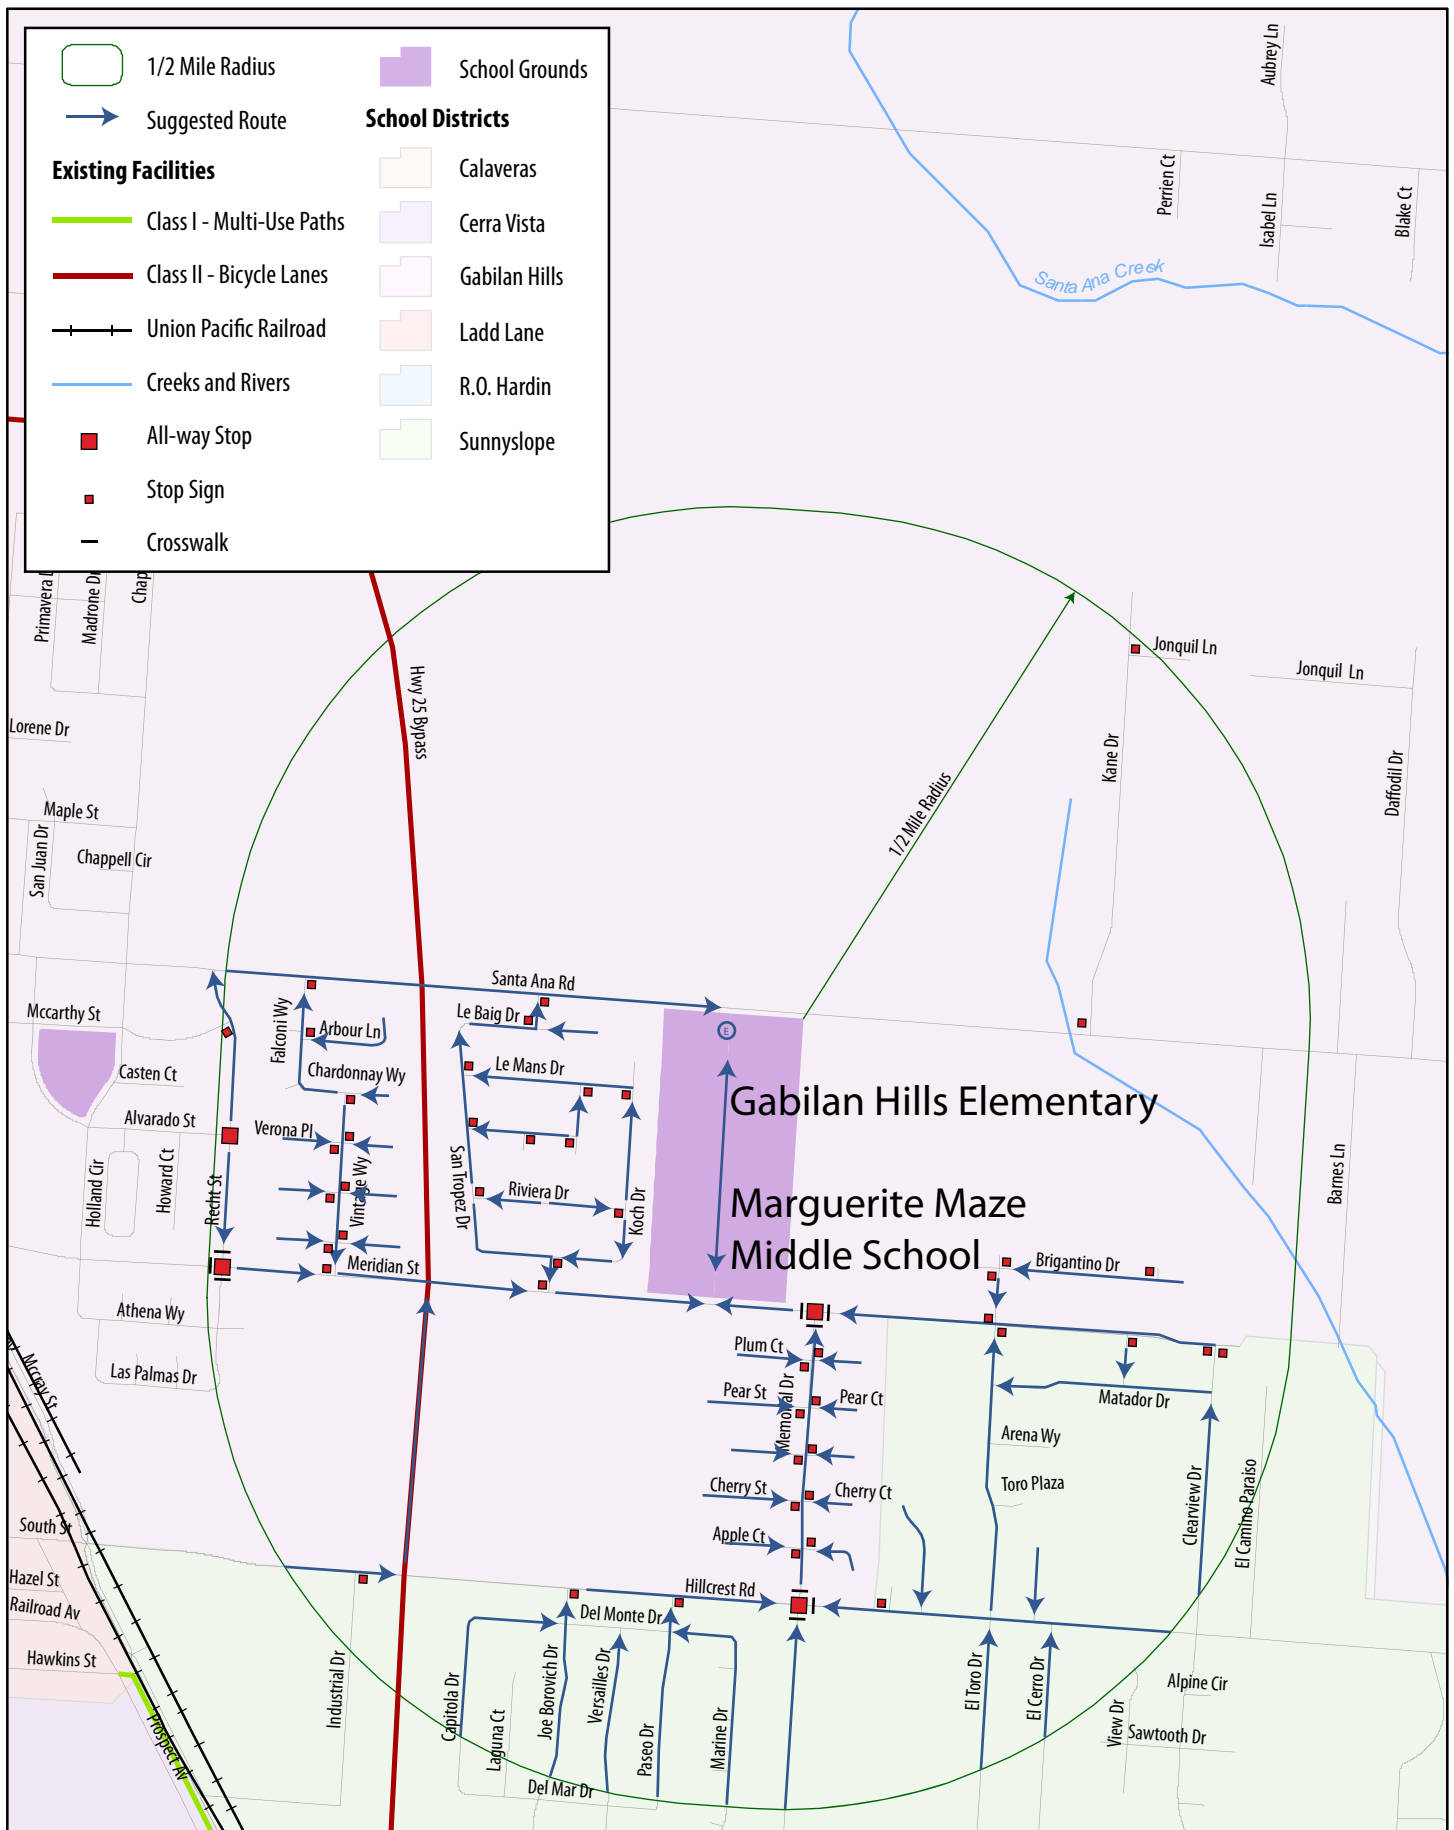 1/2 Mile Radius
Suggested Route
Existing Facilities
Class I - Multi-Use Paths
Class II - Bicycle Lanes
Union Pacific Railroad
Creeks and Rivers
All-way Stop
Stop Sign
Crosswalk
School Grounds
School Districts
Calaveras
Cerra Vista
Gabilan Hills
Ladd Lane
R.O. Hardin
Sunnyslope
Aubrey Ln
Perrien Ct
Isabel Ln
Blake Ct
Santa Ana Creek
Primavera
Madrone Dr
Chap
Hwy 25 Bypass
Jonquil Ln
Jonquil Ln
Lorene Dr
Kane Dr
Daffodil Dr
1/2 Mile Radius
Maple St
San Juan Dr
Chappell Cir
Santa Ana Rd
Mccarthy St
Falconi Wy
Arbour Ln
Le Baig Dr
E
Casten Ct
Chardonnay Wy
Le Mans Dr
Gabilan Hills Elementary
Alvarado St
Verona Pl
Holland Cir
Howard Ct
Recht St
Vintage Wy
San Tropez Dr
Riviera Dr
Koch Dr
Marguerite Maze
Middle School
Barnes Ln
Meridian St
Brigantino Dr
Athena Wy
Mccray St
Las Palmas Dr
Plum Ct
Pear St
Memorial Dr
Pear Ct
Matador Dr
Arena Wy
Toro Plaza
Cherry St
Cherry Ct
Clearview Dr
El Camino Paraiso
Apple Ct
South St
Hazel St
Railroad Av
Hillcrest Rd
Del Monte Dr
Hawkins St
Industrial Dr
Capitola Dr
Laguna Ct
Joe Borovich Dr
Versailles Dr
Paseo Dr
Marine Dr
El Toro Dr
El Cerro Dr
View Dr
Alpine Cir
Sawtooth Dr
Prospect Av
Del Mar Dr